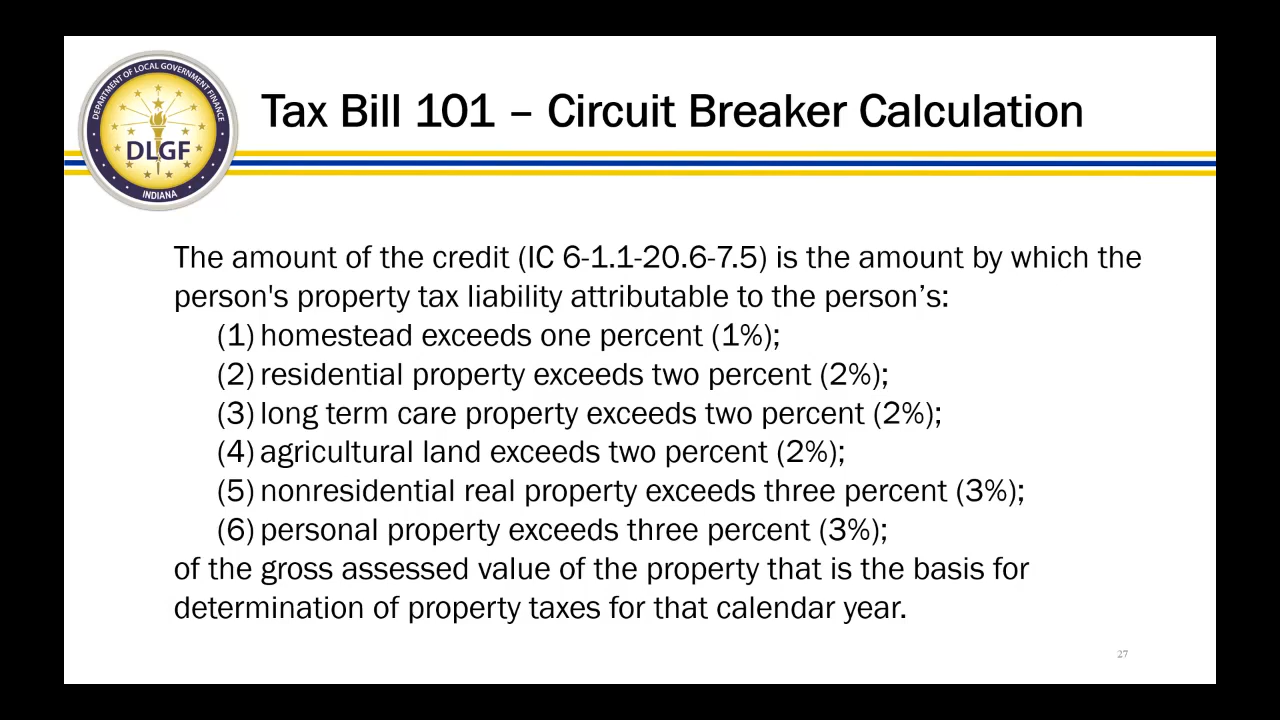 DEPARTMENT OF LOCAL GOVERNMENT FINANCE
DLGF
INDIANA
Tax Bill 101 – Circuit Breaker Calculation
The amount of the credit (IC 6-1.1-20.6-7.5) is the amount by which the
person's property tax liability attributable to the person’s:
(1) homestead exceeds one percent (1%);
(2) residential property exceeds two percent (2%);
(3) long term care property exceeds two percent (2%);
(4) agricultural land exceeds two percent (2%);
(5) nonresidential real property exceeds three percent (3%);
(6) personal property exceeds three percent (3%);
of the gross assessed value of the property that is the basis for
determination of property taxes for that calendar year.
27